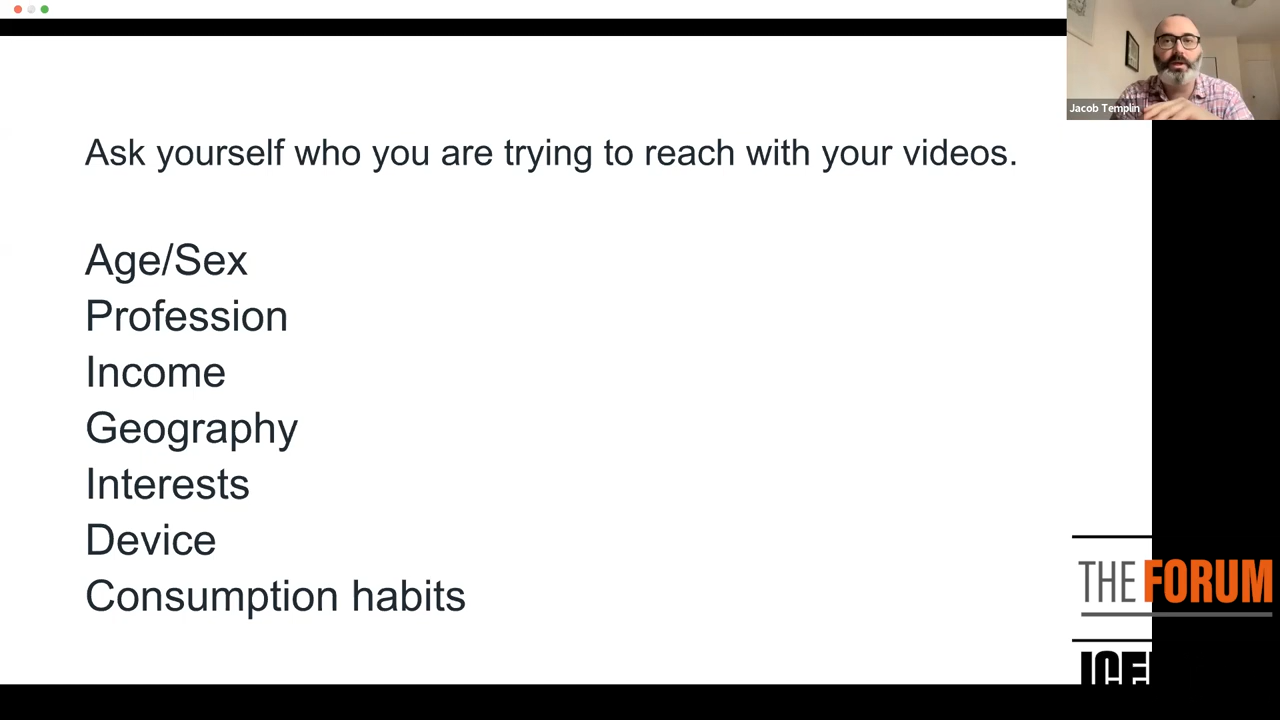 Jacob Templin
Ask yourself who you are trying to reach with your videos.
Age/Sex
Profession
Income
Geography
Interests
Device
Consumption habits
THE FORUM